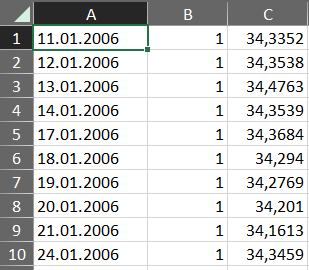 A B C
1 11.01.2006 1 34,3352
2 12.01.2006 1 34,3538
3 13.01.2006 1 34,4763
4 14.01.2006 1 34,3539
5 17.01.2006 1 34,3684
6 18.01.2006 1 34,294
7 19.01.2006 1 34,2769
8 20.01.2006 1 34,201
9 21.01.2006 1 34,1613
10 24.01.2006 1 34,3459